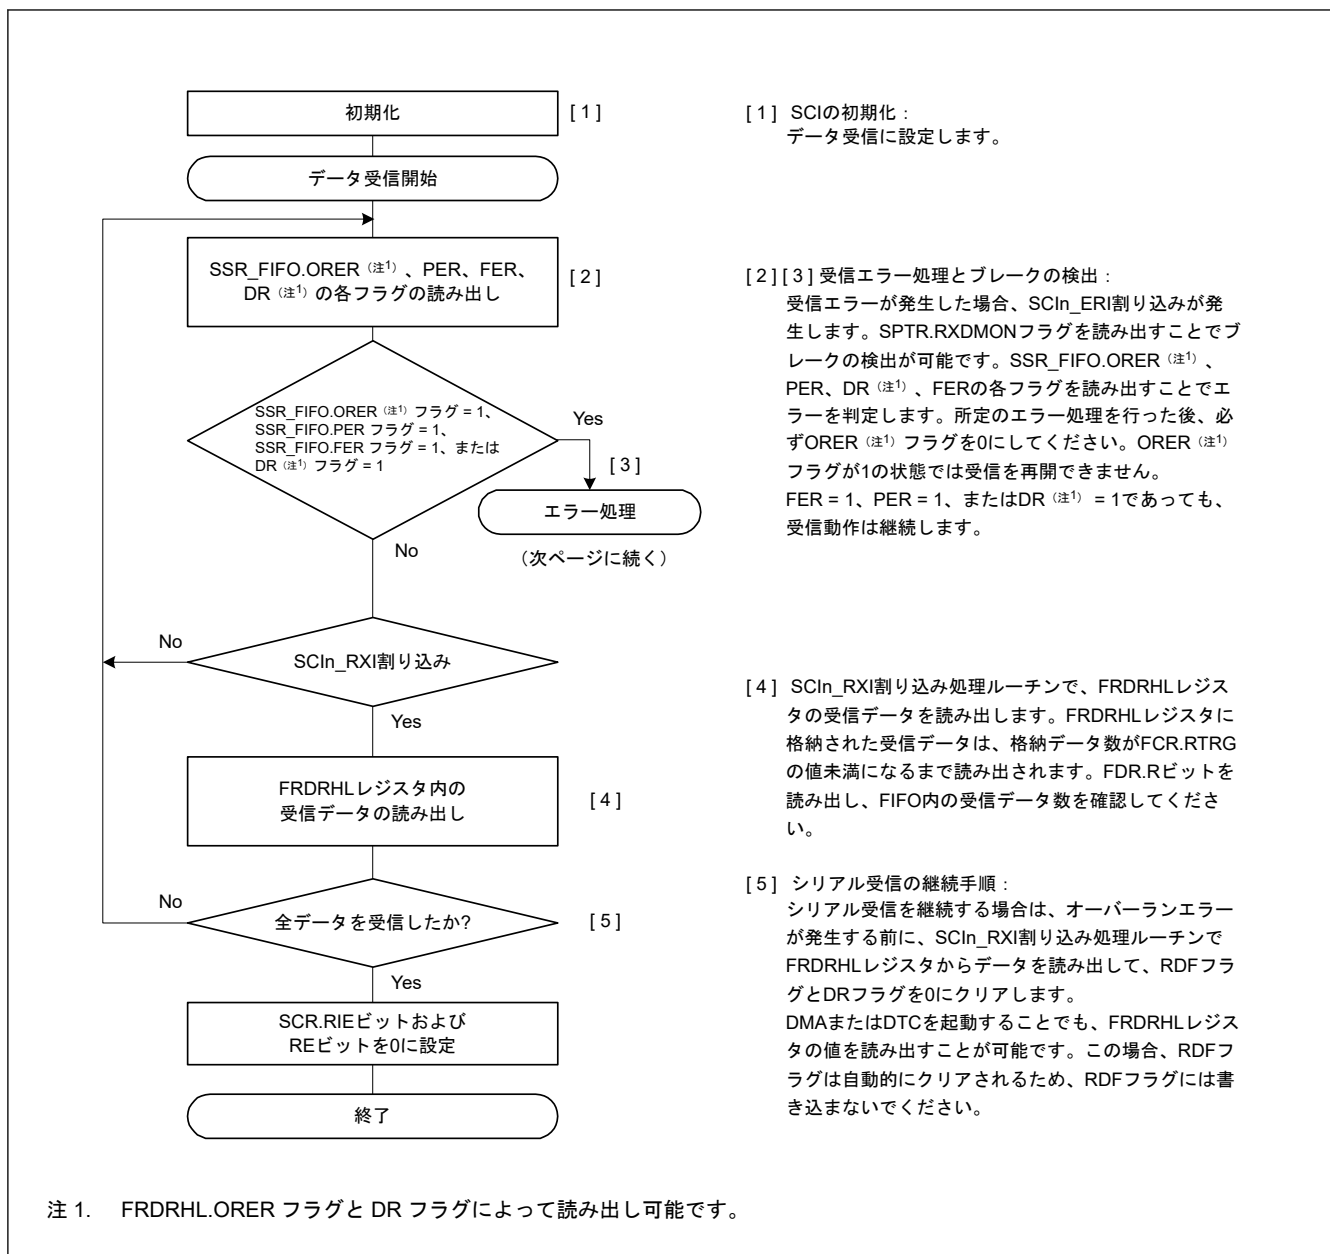 初期化
[ 1 ]
データ受信開始
SSR_FIFO.ORER（注1）、PER、FER、
DR（注1）の各フラグの読み出し
[ 2 ]
SSR_FIFO.ORER（注1）フラグ = 1、
SSR_FIFO.PER フラグ = 1、
SSR_FIFO.FER フラグ = 1、または
DR（注1）フラグ = 1
Yes
[ 3 ]
エラー処理
（次ページに続く）
No
No
SCIn_RXI割り込み
Yes
FRDRHLレジスタ内の
受信データの読み出し
[ 4 ]
No
全データを受信したか?
[ 5 ]
Yes
SCR.RIEビットおよび
REビットを0に設定
終了
[ 1 ] SCIの初期化：
データ受信に設定します。
[ 2 ] [ 3 ] 受信エラー処理とブレークの検出：
受信エラーが発生した場合、SCIn_ERI割り込みが発
生します。SPTR.RXDMONフラグを読み出すことでブ
レークの検出が可能です。SSR_FIFO.ORER（注1）、
PER、DR（注1）、FERの各フラグを読み出すことでエ
ラーを判定します。所定のエラー処理を行った後、必
ずORER（注1）フラグを0にしてください。ORER（注1）
フラグが1の状態では受信を再開できません。
FER = 1、PER = 1、またはDR（注1） = 1であっても、
受信動作は継続します。
[ 4 ] SCIn_RXI割り込み処理ルーチンで、FRDRHLレジス
タの受信データを読み出します。FRDRHLレジスタに
格納された受信データは、格納データ数がFCR.RTRG
の値未満になるまで読み出されます。FDR.Rビットを
読み出し、FIFO内の受信データ数を確認してくださ
い。
[ 5 ] シリアル受信の継続手順：
シリアル受信を継続する場合は、オーバーランエラー
が発生する前に、SCIn_RXI割り込み処理ルーチンで
FRDRHLレジスタからデータを読み出して、RDFフラ
グとDRフラグを0にクリアします。
DMAまたはDTCを起動することでも、FRDRHLレジス
タの値を読み出すことが可能です。この場合、RDFフ
ラグは自動的にクリアされるため、RDFフラグには書
き込まないでください。
注 1. FRDRHL.ORER フラグと DR フラグによって読み出し可能です。